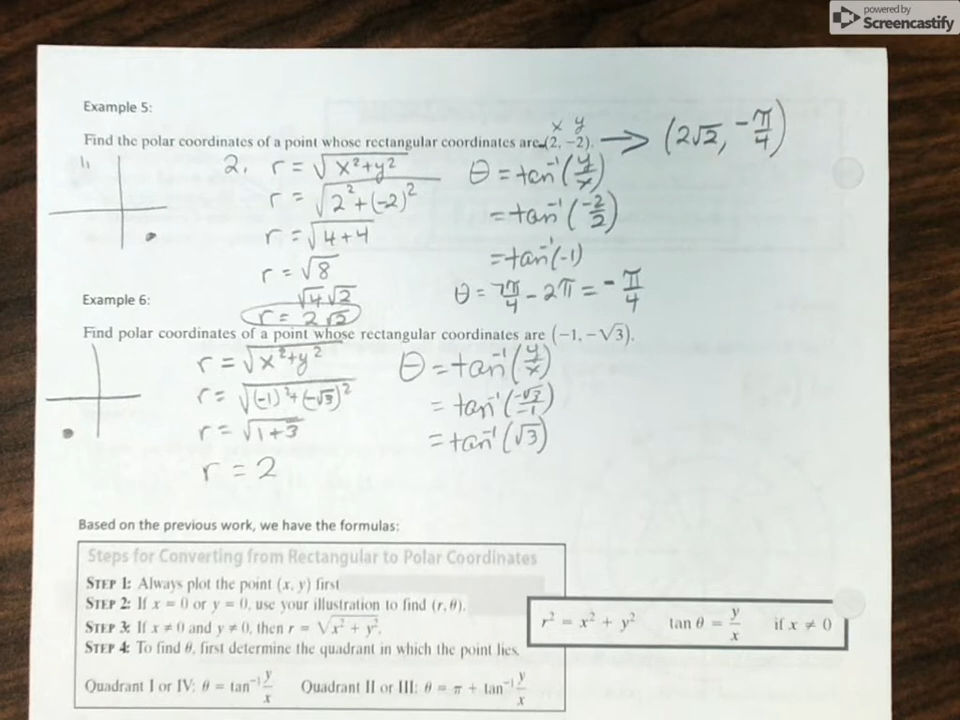 powered by
Screencastify
Example 5:
x y
Find the polar coordinates of a point whose rectangular coordinates are (2, −2). → (2√2, −π/4)
1.
2. r = √(x² + y²)
r = √(2² + (−2)²)
r = √(4 + 4)
r = √8
√4 √2
r = 2√2
θ = tan⁻¹(y/x)
= tan⁻¹(−2/2)
= tan⁻¹(−1)
θ = 7π/4 − 2π = −π/4
Example 6:
Find polar coordinates of a point whose rectangular coordinates are (−1, −√3).
r = √(x² + y²)
r = √((−1)² + (−√3)²)
r = √(1 + 3)
r = 2
θ = tan⁻¹(y/x)
= tan⁻¹(−√3/−1)
= tan⁻¹(√3)
Based on the previous work, we have the formulas:
Steps for Converting from Rectangular to Polar Coordinates
STEP 1: Always plot the point (x, y) first
STEP 2: If x = 0 or y = 0, use your illustration to find (r, θ).
STEP 3: If x ≠ 0 and y ≠ 0, then r = √(x² + y²).
STEP 4: To find θ, first determine the quadrant in which the point lies.
Quadrant I or IV: θ = tan⁻¹ y/x    Quadrant II or III: θ = π + tan⁻¹ y/x
r² = x² + y²    tan θ = y/x    if x ≠ 0